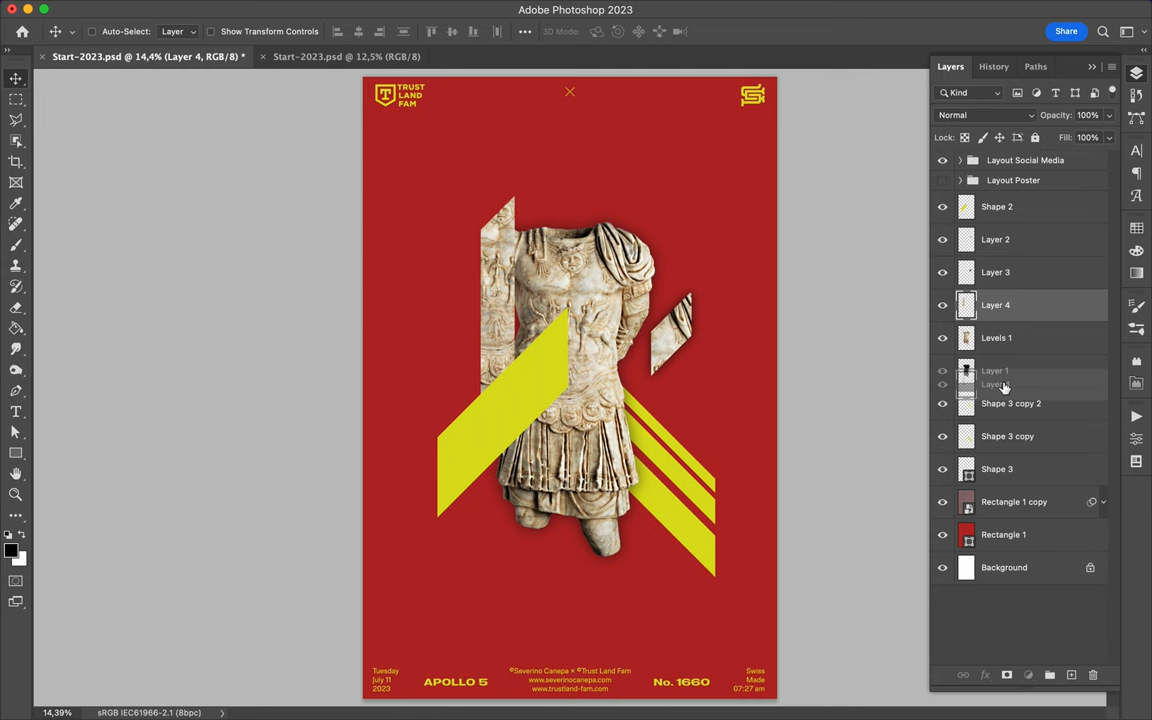 Adobe Photoshop 2023
Auto-Select:
Layer
Show Transform Controls
3D Mode:
Share
Start-2023.psd @ 14,4% (Layer 4, RGB/8) *
Start-2023.psd @ 12,5% (RGB/8)
TRUST
LAND
FAM
Tuesday
July 11
2023
APOLLO 5
©Severino Canepa × ©Trust Land Fam
www.severinocanepa.com
www.trustland-fam.com
No. 1660
Swiss
Made
07:27 am
Layers
History
Paths
Kind
Normal
Opacity: 100%
Lock:
Fill: 100%
Layout Social Media
Layout Poster
Shape 2
Layer 2
Layer 3
Layer 4
Levels 1
Layer 1
Shape 3 copy 2
Shape 3 copy
Shape 3
Rectangle 1 copy
Rectangle 1
Background
14,39%
sRGB IEC61966-2.1 (8bpc)